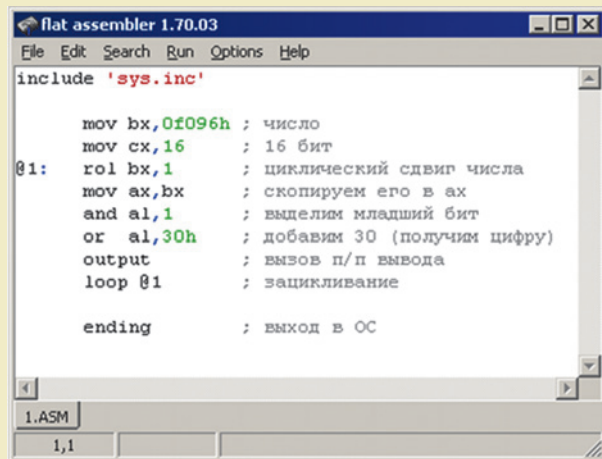 flat assembler 1.70.03
File Edit Search Run Options Help
include 'sys.inc'
mov bx,0f096h ; число
mov cx,16 ; 16 бит
@1: rol bx,1 ; циклический сдвиг числа
mov ax,bx ; скопируем его в ax
and al,1 ; выделим младший бит
or al,30h ; добавим 30 (получим цифру)
output ; вызов п/п вывода
loop @1 ; зацикливание
ending ; выход в ОС
1.ASM
1,1